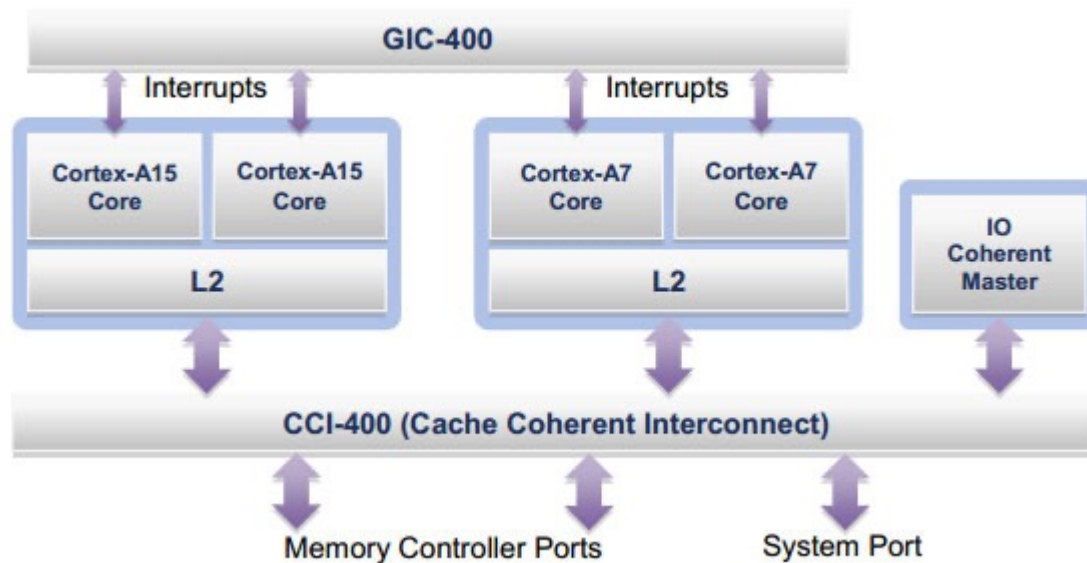 GIC-400
Interrupts
Interrupts
Cortex-A15
Core
Cortex-A15
Core
Cortex-A7
Core
Cortex-A7
Core
L2
L2
IO
Coherent
Master
CCI-400 (Cache Coherent Interconnect)
Memory Controller Ports
System Port